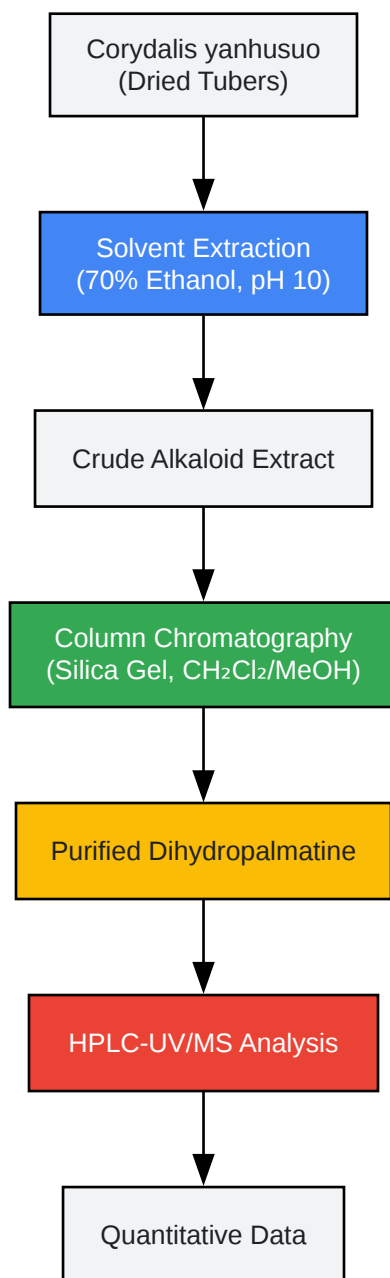 Corydalis yanhusuo
(Dried Tubers)
Solvent Extraction
(70% Ethanol, pH 10)
Crude Alkaloid Extract
Column Chromatography
(Silica Gel, CH₂Cl₂/MeOH)
Purified Dihydropalmatine
HPLC-UV/MS Analysis
Quantitative Data